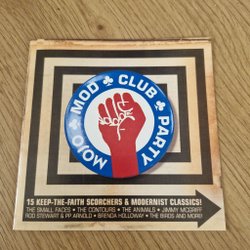 MOJO MOD CLUB PARTY
15 KEEP-THE-FAITH SCORCHERS & MODERNIST CLASSICS!
THE SMALL FACES • THE CONTOURS • THE ANIMALS • JIMMY MCGRIFF
ROD STEWART & PP ARNOLD • BRENDA HOLLOWAY • THE BIRDS AND MORE!